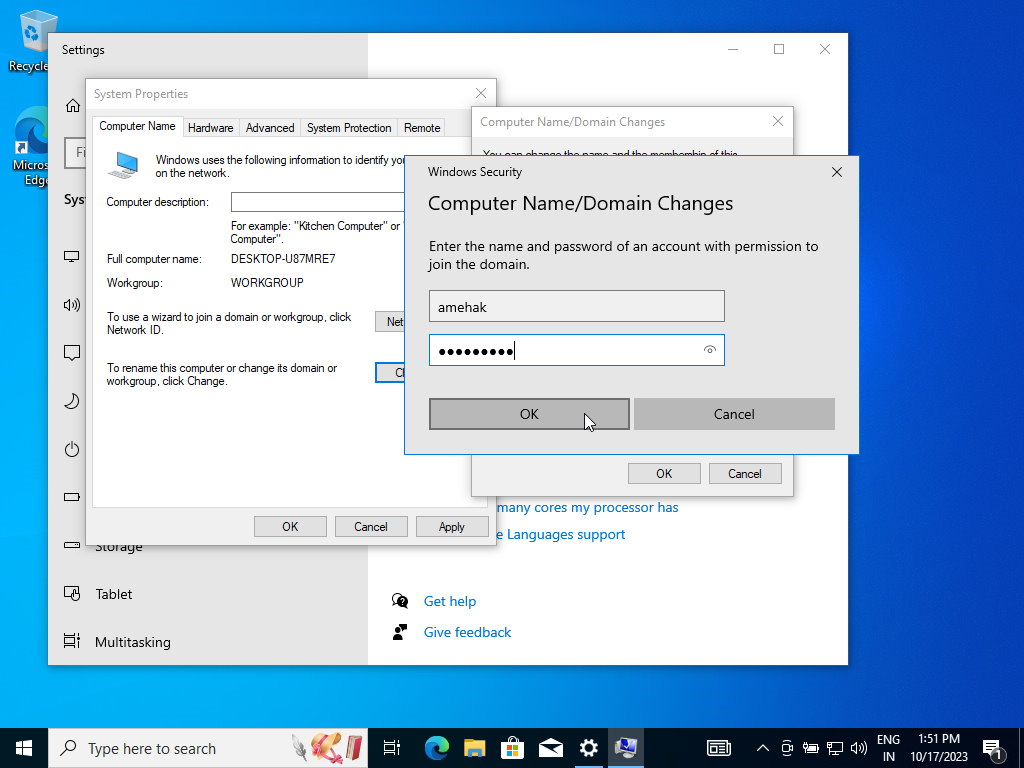 Recycle
Microso
Edge
Settings
Fi
Sys
Storage
Tablet
Multitasking
System Properties
Computer Name
Hardware
Advanced
System Protection
Remote
Windows uses the following information to identify yo
on the network.
Computer description:
For example: "Kitchen Computer" or "
Computer".
Full computer name:
DESKTOP-U87MRE7
Workgroup:
WORKGROUP
To use a wizard to join a domain or workgroup, click
Network ID.
Net
To rename this computer or change its domain or
workgroup, click Change.
Ch
OK
Cancel
Apply
Computer Name/Domain Changes
You can change the name and the membership of this
Windows Security
Computer Name/Domain Changes
Enter the name and password of an account with permission to
join the domain.
amehak
●●●●●●●●●
OK
Cancel
OK
Cancel
many cores my processor has
e Languages support
Get help
Give feedback
Type here to search
ENG
IN
1:51 PM
10/17/2023
1